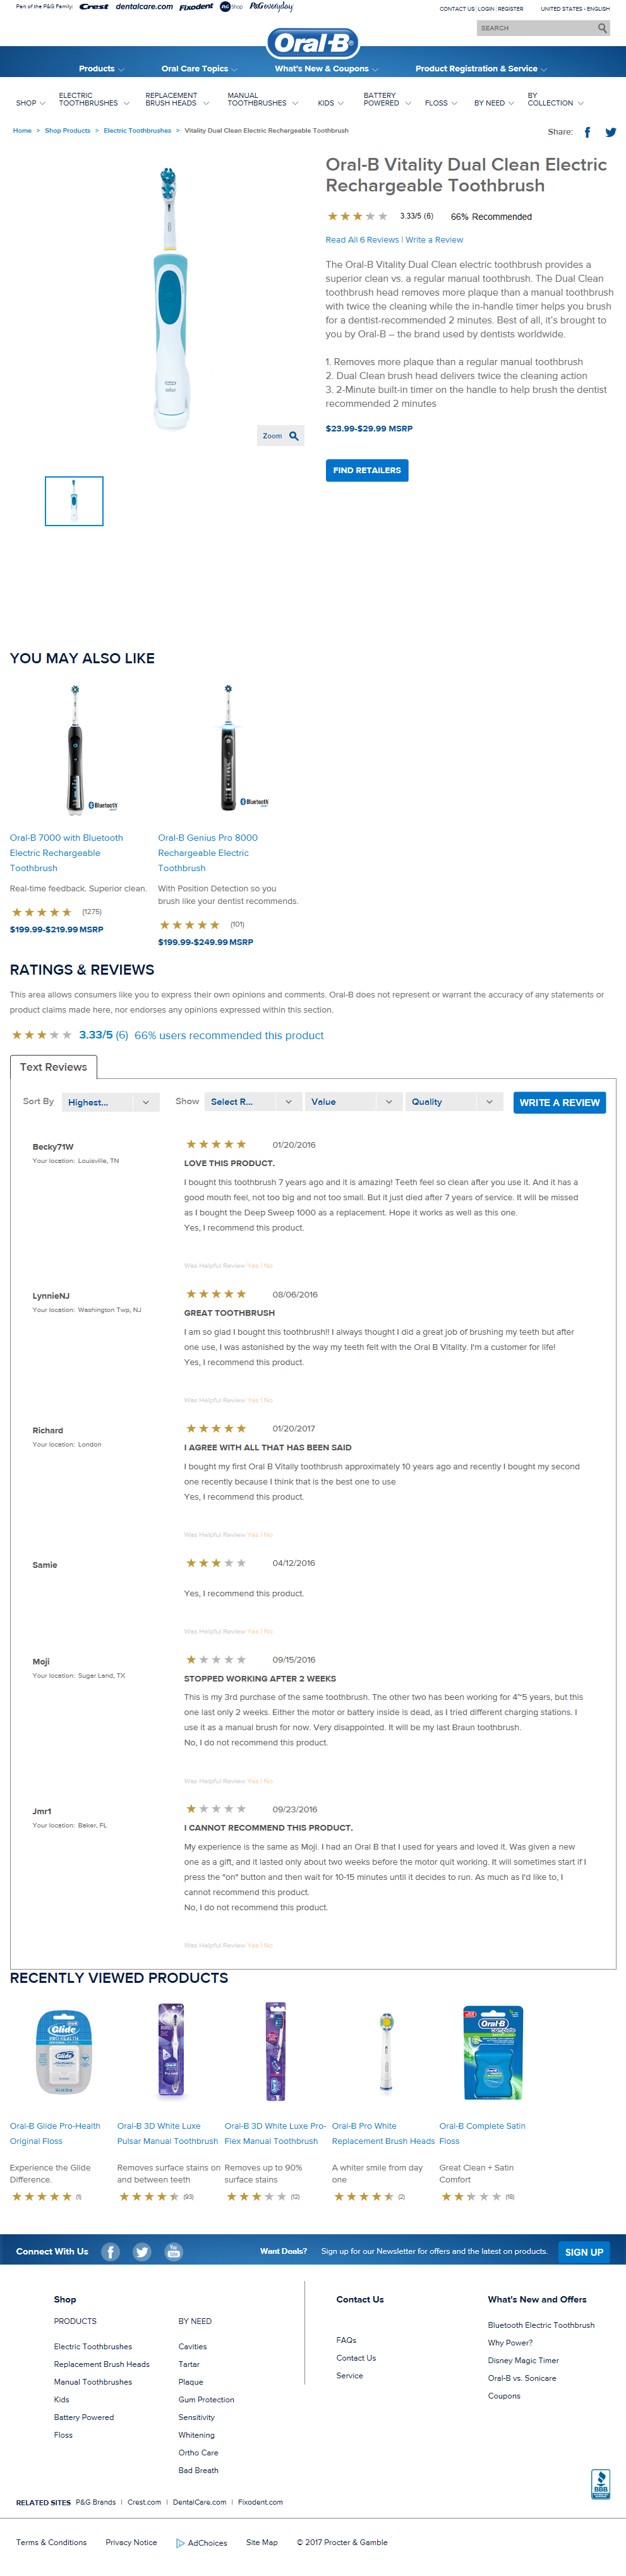 Part of the P&G Family: Crest dentalcare.com Fixodent P&G Shop P&G everyday
CONTACT US | LOGIN | REGISTER UNITED STATES - ENGLISH
SEARCH
Oral-B
Products Oral Care Topics What's New & Coupons Product Registration & Service
SHOP ELECTRIC TOOTHBRUSHES REPLACEMENT BRUSH HEADS MANUAL TOOTHBRUSHES KIDS BATTERY POWERED FLOSS BY NEED BY COLLECTION
Home > Shop Products > Electric Toothbrushes > Vitality Dual Clean Electric Rechargeable Toothbrush
Share:
Oral-B Vitality Dual Clean Electric
Rechargeable Toothbrush
3.33/5 (6) 66% Recommended
Read All 6 Reviews | Write a Review
The Oral-B Vitality Dual Clean electric toothbrush provides a
superior clean vs. a regular manual toothbrush. The Dual Clean
toothbrush head removes more plaque than a manual toothbrush
with twice the cleaning while the in-handle timer helps you brush
for a dentist-recommended 2 minutes. Best of all, it's brought to
you by Oral-B – the brand used by dentists worldwide.
1. Removes more plaque than a regular manual toothbrush
2. Dual Clean brush head delivers twice the cleaning action
3. 2-Minute built-in timer on the handle to help brush the dentist
recommended 2 minutes
$23.99-$29.99 MSRP
Zoom
FIND RETAILERS
YOU MAY ALSO LIKE
Bluetooth
Bluetooth
Oral-B 7000 with Bluetooth
Electric Rechargeable
Toothbrush
Real-time feedback. Superior clean.
(1275)
$199.99-$219.99 MSRP
Oral-B Genius Pro 8000
Rechargeable Electric
Toothbrush
With Position Detection so you
brush like your dentist recommends.
(101)
$199.99-$249.99 MSRP
RATINGS & REVIEWS
This area allows consumers like you to express their own opinions and comments. Oral-B does not represent or warrant the accuracy of any statements or
product claims made here, nor endorses any opinions expressed within this section.
3.33/5 (6) 66% users recommended this product
Text Reviews
Sort By Highest... Show Select R... Value Quality WRITE A REVIEW
Becky71W
Your location: Louisville, TN
01/20/2016
LOVE THIS PRODUCT.
I bought this toothbrush 7 years ago and it is amazing! Teeth feel so clean after you use it. And it has a
good mouth feel, not too big and not too small. But it just died after 7 years of service. It will be missed
as I bought the Deep Sweep 1000 as a replacement. Hope it works as well as this one.
Yes, I recommend this product.
Was Helpful Review Yes | No
LynnieNJ
Your location: Washington Twp, NJ
08/06/2016
GREAT TOOTHBRUSH
I am so glad I bought this toothbrush!! I always thought I did a great job of brushing my teeth but after
one use, I was astonished by the way my teeth felt with the Oral B Vitality. I'm a customer for life!
Yes, I recommend this product.
Was Helpful Review Yes | No
Richard
Your location: London
01/20/2017
I AGREE WITH ALL THAT HAS BEEN SAID
I bought my first Oral B Vitally toothbrush approximately 10 years ago and recently I bought my second
one recently because I think that is the best one to use
Yes, I recommend this product.
Was Helpful Review Yes | No
Samie
04/12/2016
Yes, I recommend this product.
Was Helpful Review Yes | No
Moji
Your location: Sugar Land, TX
09/15/2016
STOPPED WORKING AFTER 2 WEEKS
This is my 3rd purchase of the same toothbrush. The other two has been working for 4~5 years, but this
one last only 2 weeks. Either the motor or battery inside is dead, as I tried different charging stations. I
use it as a manual brush for now. Very disappointed. It will be my last Braun toothbrush.
No, I do not recommend this product.
Was Helpful Review Yes | No
Jmr1
Your location: Baker, FL
09/23/2016
I CANNOT RECOMMEND THIS PRODUCT.
My experience is the same as Moji. I had an Oral B that I used for years and loved it. Was given a new
one as a gift, and it lasted only about two weeks before the motor quit working. It will sometimes start if I
press the "on" button and then wait for 10-15 minutes until it decides to run. As much as I'd like to, I
cannot recommend this product.
No, I do not recommend this product.
Was Helpful Review Yes | No
RECENTLY VIEWED PRODUCTS
Glide
PRO-HEALTH
Glide
Oral-B
complete
Oral-B Glide Pro-Health
Original Floss
Experience the Glide
Difference.
(1)
Oral-B 3D White Luxe
Pulsar Manual Toothbrush
Removes surface stains on
and between teeth
(93)
Oral-B 3D White Luxe Pro-
Flex Manual Toothbrush
Removes up to 90%
surface stains
(12)
Oral-B Pro White
Replacement Brush Heads
A whiter smile from day
one
(2)
Oral-B Complete Satin
Floss
Great Clean + Satin
Comfort
(18)
Connect With Us You Tube Want Deals? Sign up for our Newsletter for offers and the latest on products. SIGN UP
Shop
PRODUCTS
Electric Toothbrushes
Replacement Brush Heads
Manual Toothbrushes
Kids
Battery Powered
Floss
BY NEED
Cavities
Tartar
Plaque
Gum Protection
Sensitivity
Whitening
Ortho Care
Bad Breath
Contact Us
FAQs
Contact Us
Service
What's New and Offers
Bluetooth Electric Toothbrush
Why Power?
Disney Magic Timer
Oral-B vs. Sonicare
Coupons
BBB
RELATED SITES P&G Brands | Crest.com | DentalCare.com | Fixodent.com
Terms & Conditions Privacy Notice AdChoices Site Map © 2017 Procter & Gamble